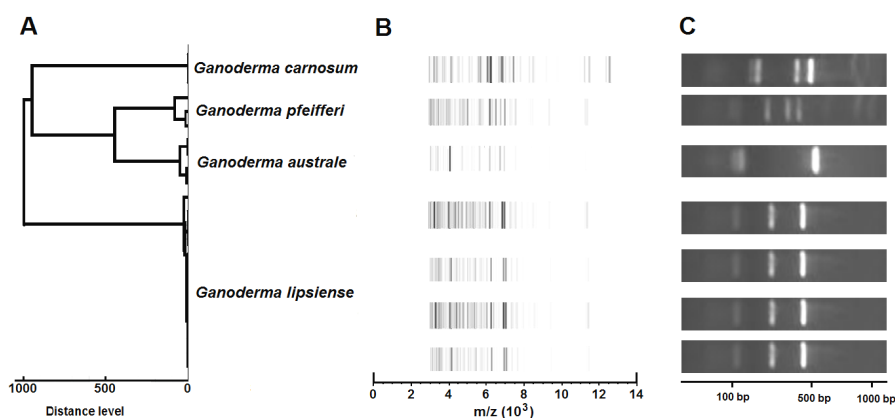 A
B
C
Ganoderma carnosum
Ganoderma pfeifferi
Ganoderma australe
Ganoderma lipsiense
1000 500 0
Distance level
0 2 4 6 8 10 12 14
m/z (10³)
100 bp 500 bp 1000 bp